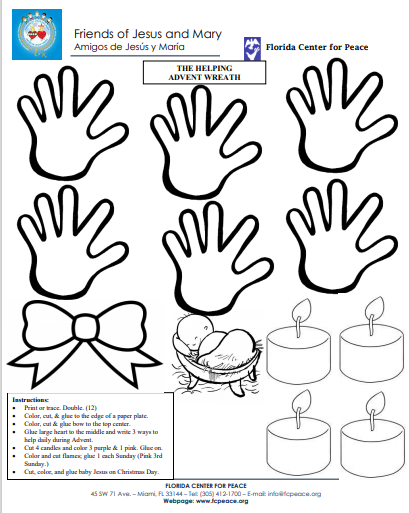 Friends of Jesus and Mary
Amigos de Jesús y María
Florida Center for Peace
THE HELPING
ADVENT WREATH
Instructions:
• Print or trace. Double. (12)
• Color, cut, & glue to the edge of a paper plate.
• Color, cut & glue bow to the top center.
• Glue large heart to the middle and write 3 ways to
help daily during Advent.
• Cut 4 candles and color 3 purple & 1 pink. Glue on.
• Color and cut flames; glue 1 each Sunday (Pink 3rd
Sunday.)
• Cut, color, and glue baby Jesus on Christmas Day.
FLORIDA CENTER FOR PEACE
45 SW 71 Ave. – Miami, FL 33144 – Tel: (305) 412-1700 – E-mail: info@fcpeace.org
Webpage: www.fcpeace.org